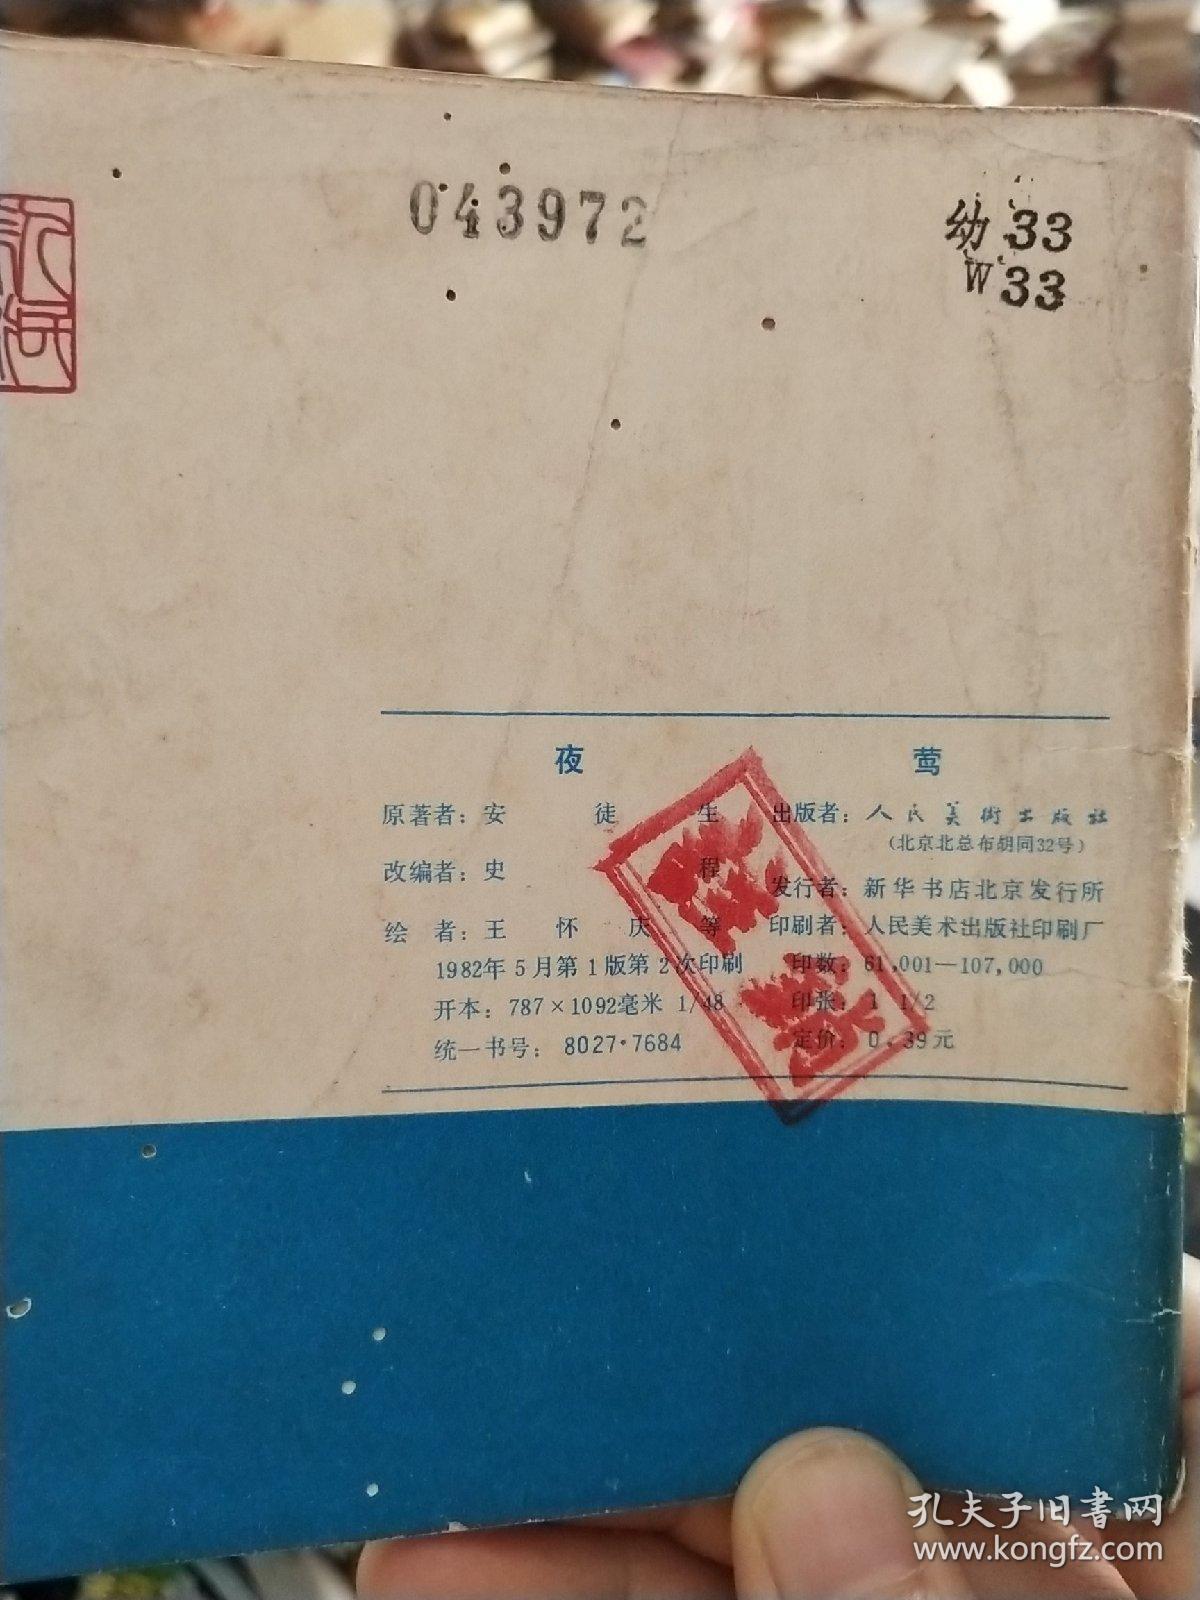 043972
幼33
W33
夜莺
原著者：安徒生
改编者：史程
绘者：王怀庆等
1982年5月第1版第2次印刷
开本：787×1092毫米 1/48
统一书号：8027·7684
出版者：人民美術出版社
（北京北总布胡同32号）
发行者：新华书店北京发行所
印刷者：人民美术出版社印刷厂
印数：61,001—107,000
印张：1 1/2
定价：0.39元
孔夫子旧書网
www.kongfz.com